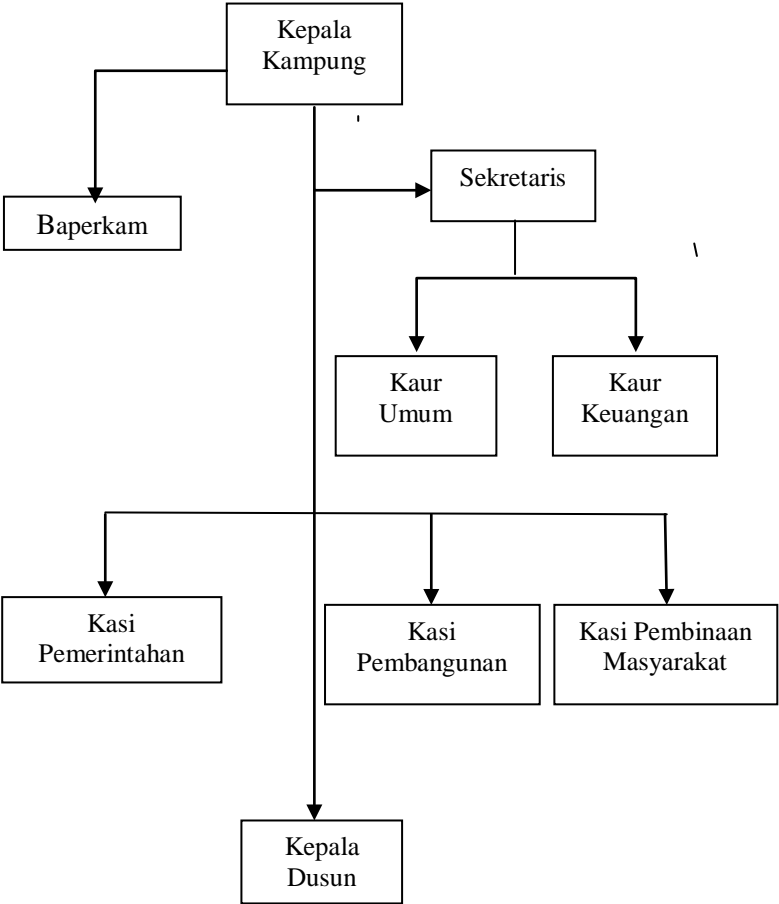 Kepala
Kampung
Sekretaris
Baperkam
Kaur
Umum
Kaur
Keuangan
Kasi
Pemerintahan
Kasi
Pembangunan
Kasi Pembinaan
Masyarakat
Kepala
Dusun